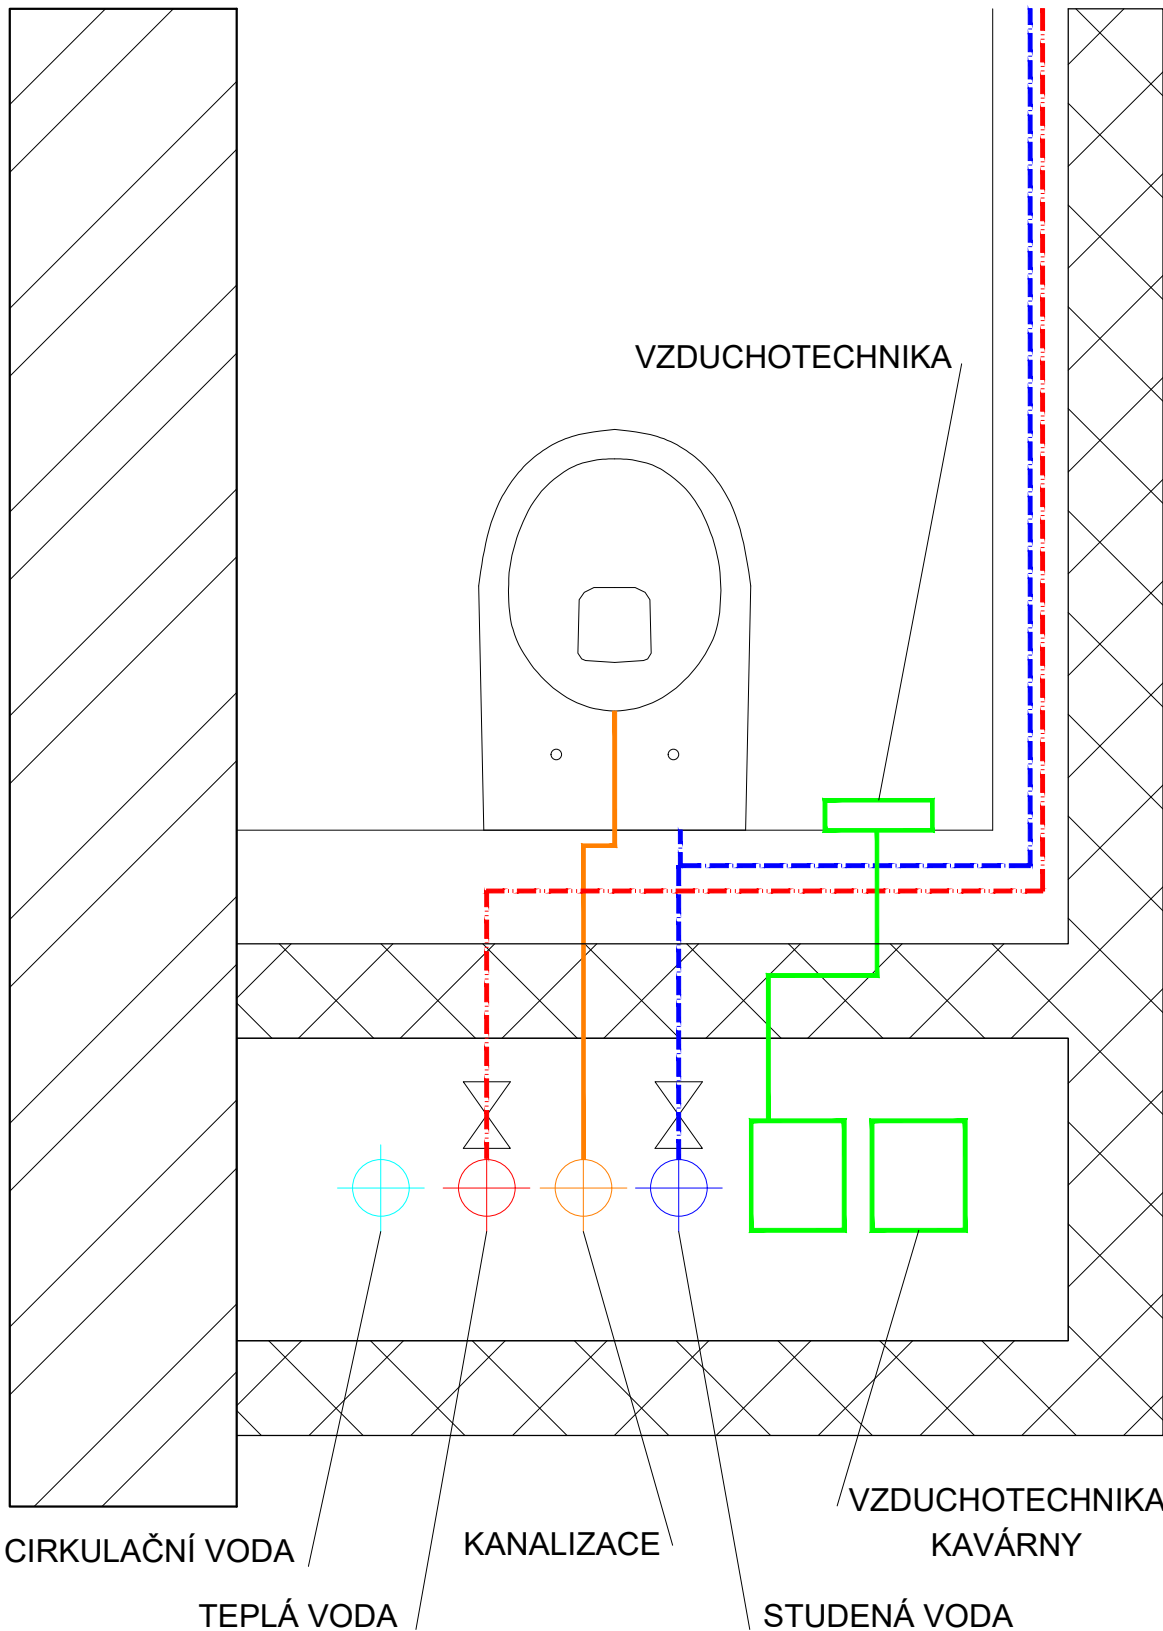 VZDUCHOTECHNIKA
VZDUCHOTECHNIKA
KAVÁRNY
CIRKULAČNÍ VODA
KANALIZACE
TEPLÁ VODA
STUDENÁ VODA